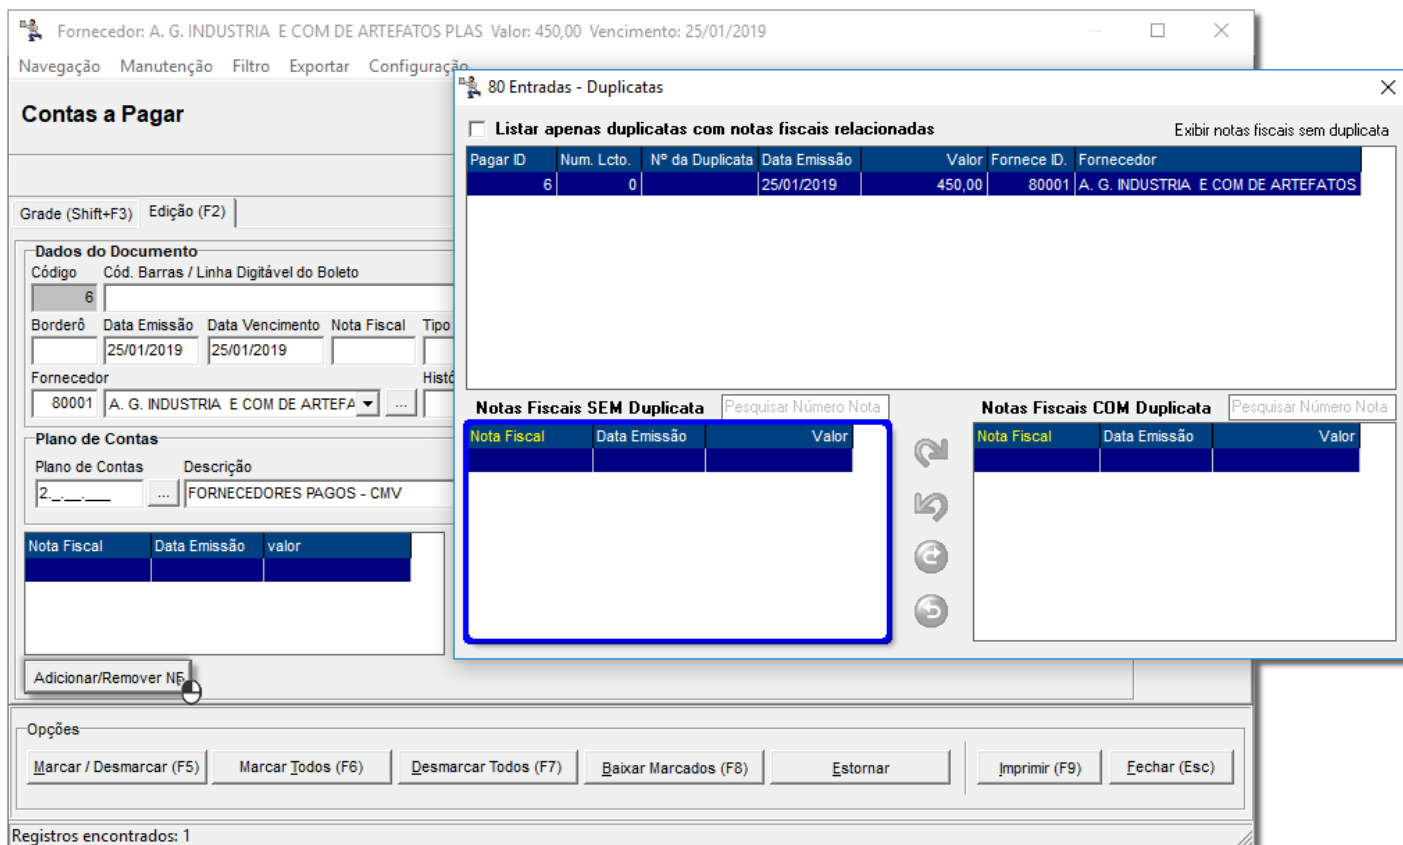 Fornecedor: A. G. INDUSTRIA  E COM DE ARTEFATOS PLAS  Valor: 450,00  Vencimento: 25/01/2019
Navegação Manutenção Filtro Exportar Configuração
Contas a Pagar
Grade (Shift+F3) Edição (F2)
Dados do Documento
Código Cód. Barras / Linha Digitável do Boleto
6
Borderô Data Emissão Data Vencimento Nota Fiscal Tipo
25/01/2019 25/01/2019
Fornecedor Histó
80001 A. G. INDUSTRIA  E COM DE ARTEFA ...
Plano de Contas
Plano de Contas Descrição
2._.__.___ ... FORNECEDORES PAGOS - CMV
Nota Fiscal Data Emissão valor
Adicionar/Remover NF
80 Entradas - Duplicatas
Listar apenas duplicatas com notas fiscais relacionadas Exibir notas fiscais sem duplicata
Pagar ID Num. Lcto. Nº da Duplicata Data Emissão Valor Fornece ID. Fornecedor
6 0 25/01/2019 450,00 80001 A. G. INDUSTRIA  E COM DE ARTEFATOS
Notas Fiscais SEM Duplicata Pesquisar Número Nota
Nota Fiscal Data Emissão Valor
Notas Fiscais COM Duplicata Pesquisar Número Nota
Nota Fiscal Data Emissão Valor
Opções
Marcar / Desmarcar (F5) Marcar Todos (F6) Desmarcar Todos (F7) Baixar Marcados (F8) Estornar Imprimir (F9) Fechar (Esc)
Registros encontrados: 1